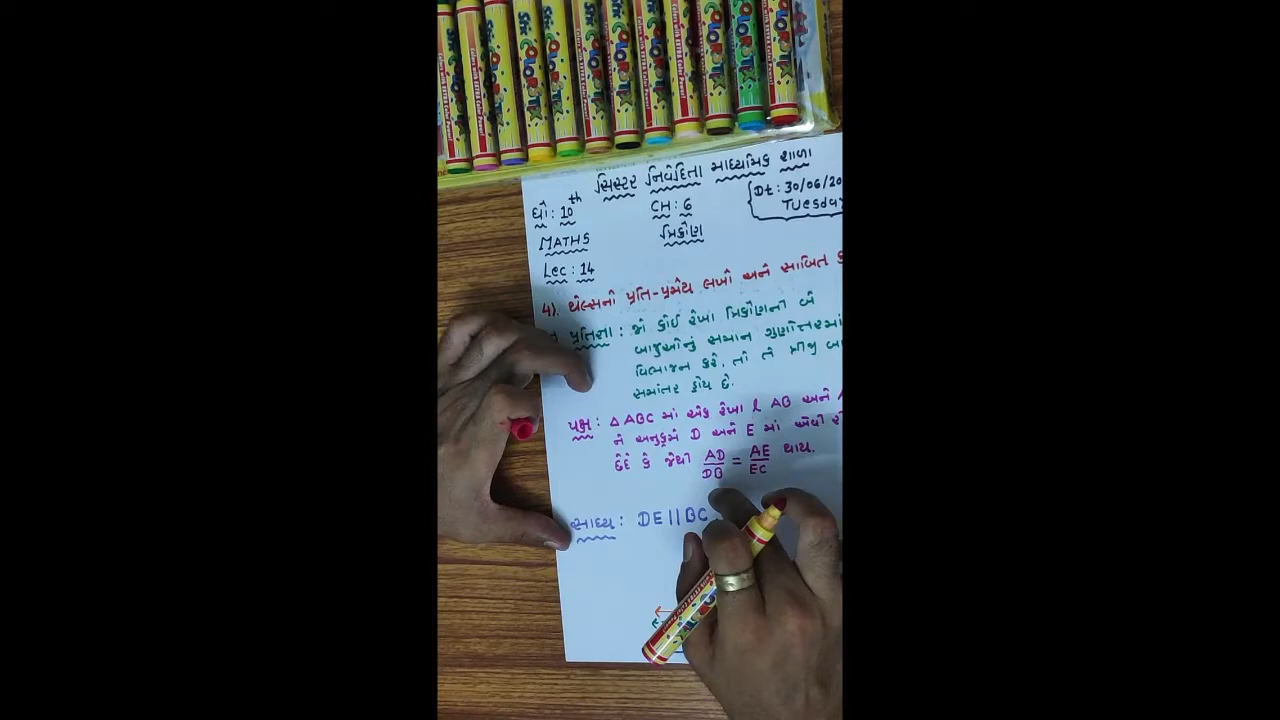 સિસ્ટર નિવેદિતા માધ્યમિક શાળા
ધો : 10th
CH : 6
Dt : 30/06/20
Tuesday
MATHS
ત્રિકોણ
Lec : 14
4). થેલ્સનો પ્રતિ-પ્રમેય લખો અને સાબિત
પ્રતિજ્ઞા : જો કોઈ રેખા ત્રિકોણની બે
બાજુઓનું સમાન ગુણોત્તરમાં
વિભાજન કરે, તો તે ત્રીજી
સમાંતર હોય છે.
પક્ષ : △ABC માં એક રેખા l AB અને
ને અનુક્રમે D અને E માં એવી રીતે
છેદે કે જેથી AD/DB = AE/EC થાય.
સાધ્ય : DE||BC.